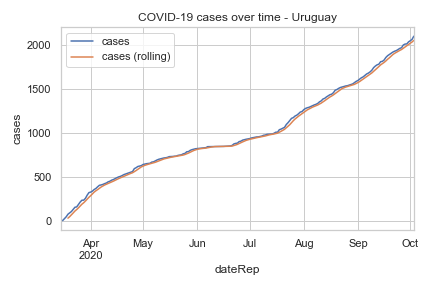 COVID-19 cases over time - Uruguay
cases
cases (rolling)
2000
1500
1000
500
0
cases
Apr May Jun Jul Aug Sep Oct
2020
dateRep